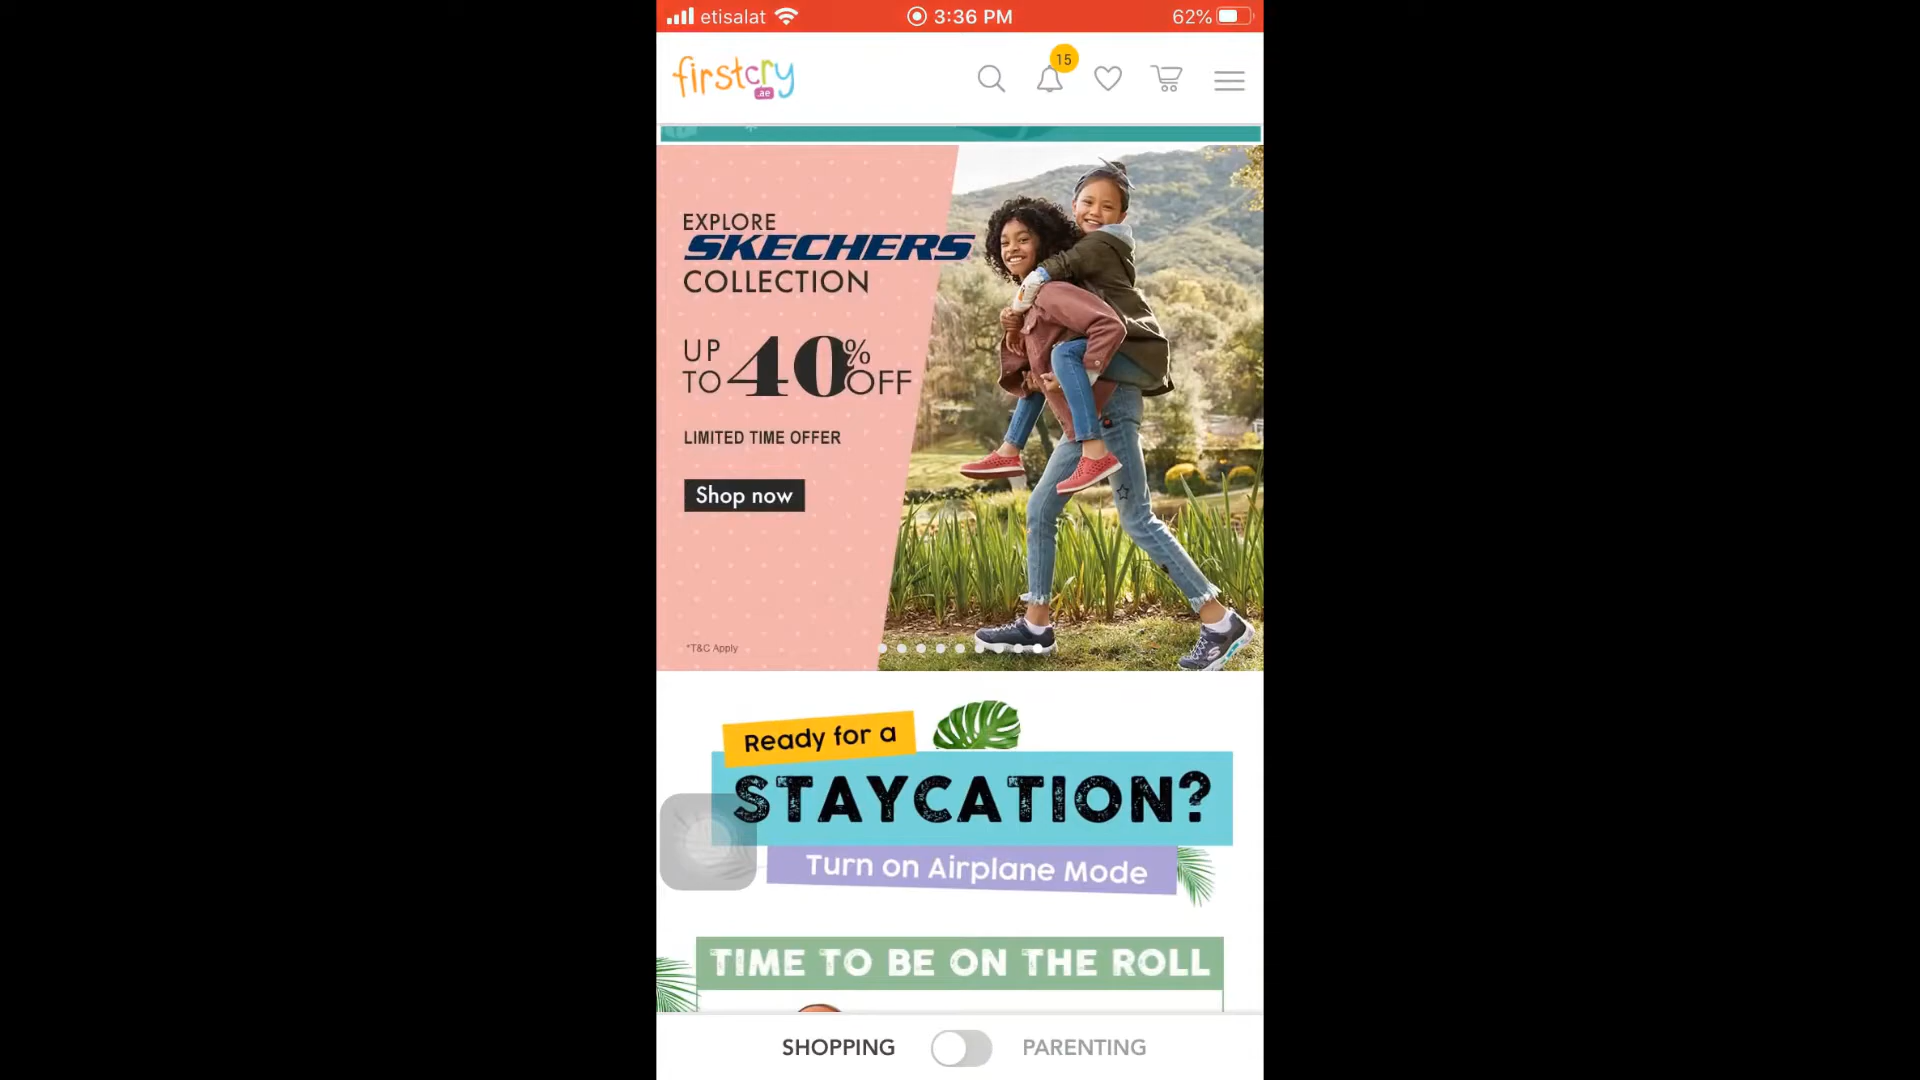 etisalat 3:36 PM 62%
firstcry
.ae
15
EXPLORE
SKECHERS
COLLECTION
UP TO 40% OFF
LIMITED TIME OFFER
Shop now
*T&C Apply
Ready for a
STAYCATION?
Turn on Airplane Mode
TIME TO BE ON THE ROLL
SHOPPING PARENTING